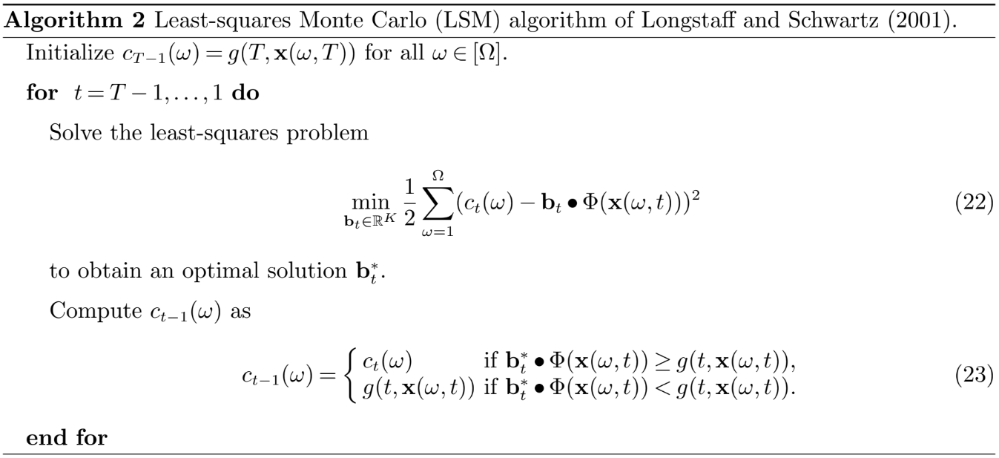 Algorithm 2 Least-squares Monte Carlo (LSM) algorithm of Longstaff and Schwartz (2001).
Initialize $c_{T-1}(\omega) = g(T, \mathbf{x}(\omega, T))$ for all $\omega \in [\Omega]$.
for $t = T-1, \ldots, 1$ do
Solve the least-squares problem
$\min_{\mathbf{b}_t \in \mathbb{R}^K} \frac{1}{2} \sum_{\omega=1}^{\Omega} (c_t(\omega) - \mathbf{b}_t \bullet \Phi(\mathbf{x}(\omega, t)))^2$ (22)
to obtain an optimal solution $\mathbf{b}_t^*$.
Compute $c_{t-1}(\omega)$ as
$c_{t-1}(\omega) = \begin{cases} c_t(\omega) & \text{if } \mathbf{b}_t^* \bullet \Phi(\mathbf{x}(\omega, t)) \geq g(t, \mathbf{x}(\omega, t)), \\ g(t, \mathbf{x}(\omega, t)) & \text{if } \mathbf{b}_t^* \bullet \Phi(\mathbf{x}(\omega, t)) < g(t, \mathbf{x}(\omega, t)). \end{cases}$ (23)
end for